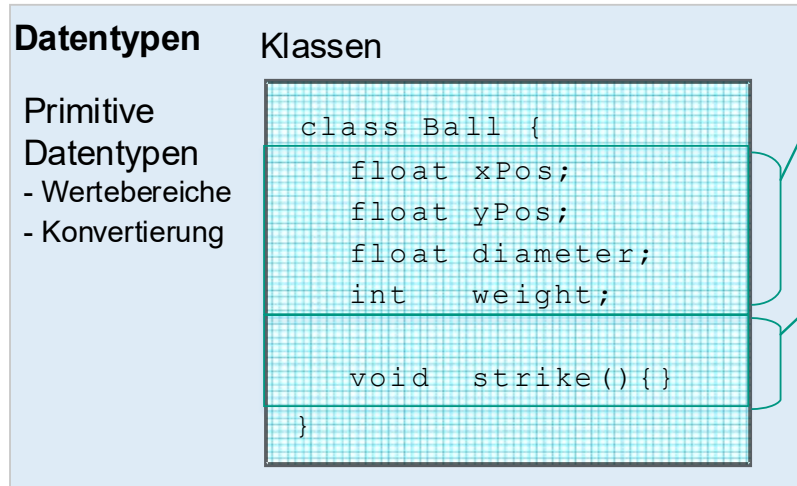 Datentypen
Klassen
Primitive
Datentypen
- Wertebereiche
- Konvertierung
class Ball {
float xPos;
float yPos;
float diameter;
int weight;
void strike(){}
}